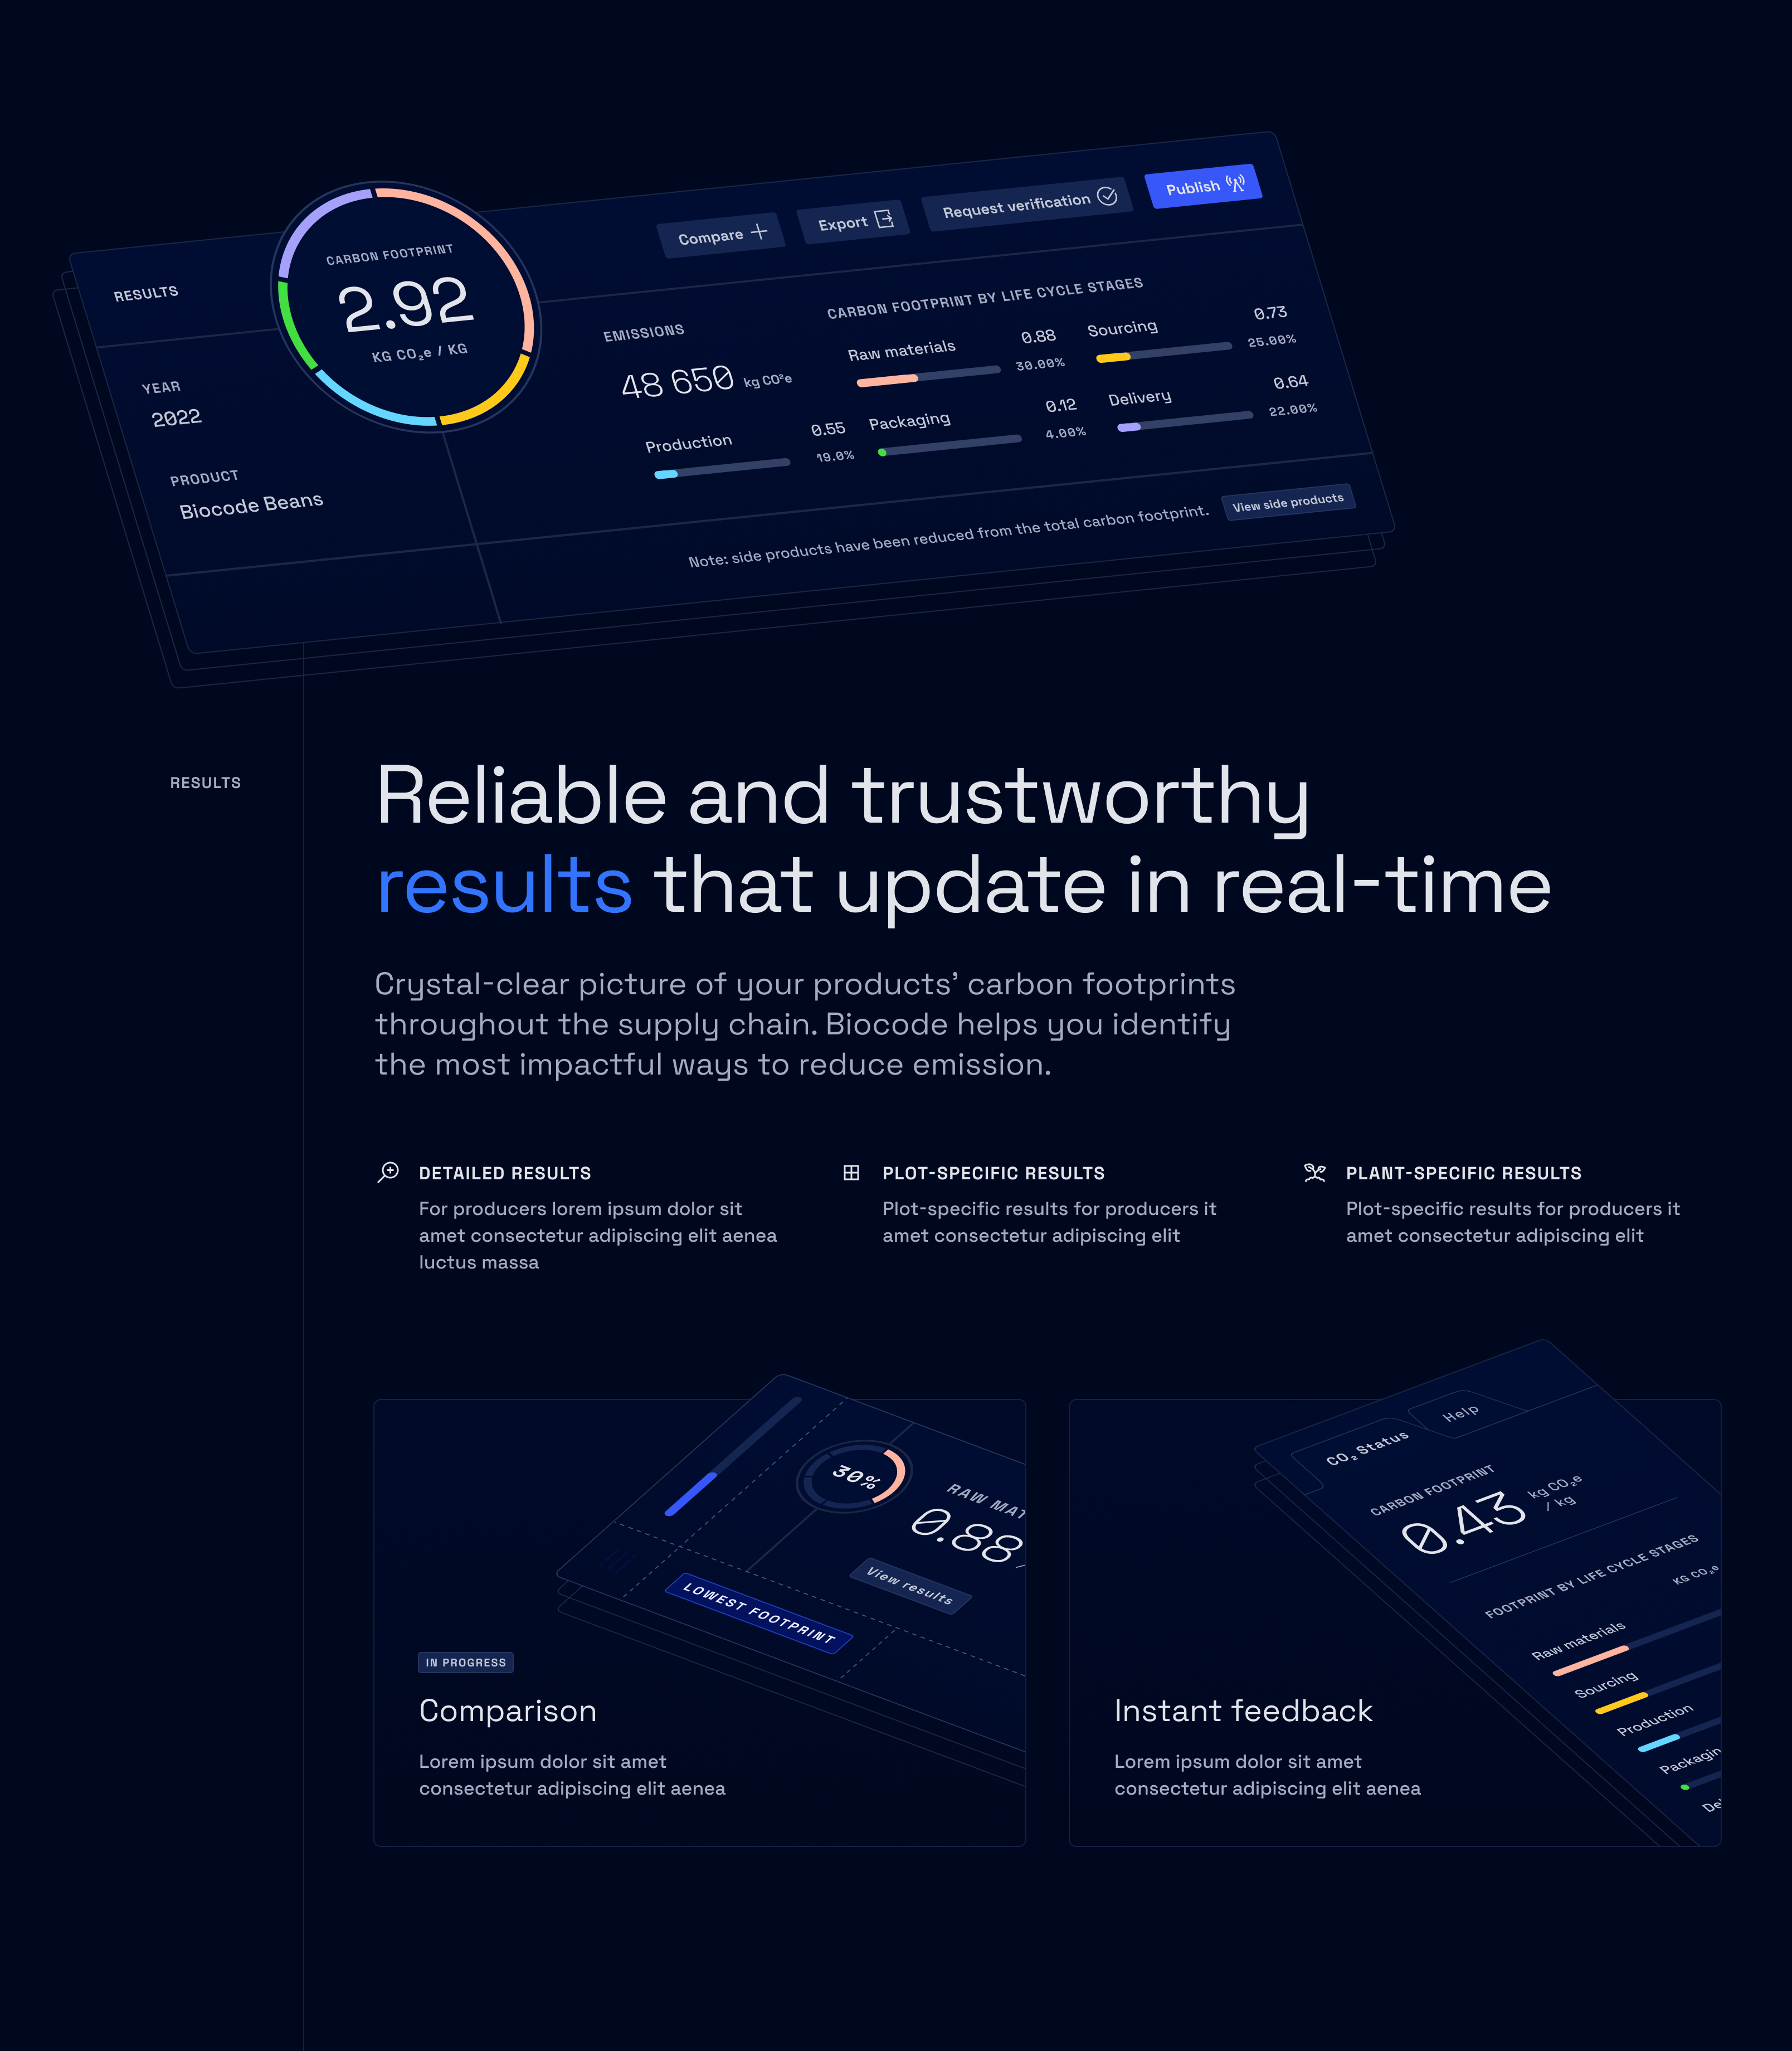 Compare
Export
Request verification
Publish
RESULTS
CARBON FOOTPRINT
2.92
KG CO₂e / KG
YEAR
2022
PRODUCT
Biocode Beans
EMISSIONS
48 650 kg CO²e
CARBON FOOTPRINT BY LIFE CYCLE STAGES
Raw materials 0.88
30.00%
Sourcing 0.73
25.00%
Production 0.55
19.0%
Packaging 0.12
4.00%
Delivery 0.64
22.00%
Note: side products have been reduced from the total carbon footprint.
View side products
RESULTS
Reliable and trustworthy
results that update in real-time
Crystal-clear picture of your products’ carbon footprints
throughout the supply chain. Biocode helps you identify
the most impactful ways to reduce emission.
DETAILED RESULTS
For producers lorem ipsum dolor sit
amet consectetur adipiscing elit aenea
luctus massa
PLOT-SPECIFIC RESULTS
Plot-specific results for producers it
amet consectetur adipiscing elit
PLANT-SPECIFIC RESULTS
Plot-specific results for producers it
amet consectetur adipiscing elit
30%
RAW MAT
0.88
View results
LOWEST FOOTPRINT
IN PROGRESS
Comparison
Lorem ipsum dolor sit amet
consectetur adipiscing elit aenea
CO₂ Status
Help
CARBON FOOTPRINT
0.43 kg CO₂e
/ kg
FOOTPRINT BY LIFE CYCLE STAGES
KG CO₂e
Raw materials
Sourcing
Production
Packagin
De
Instant feedback
Lorem ipsum dolor sit amet
consectetur adipiscing elit aenea